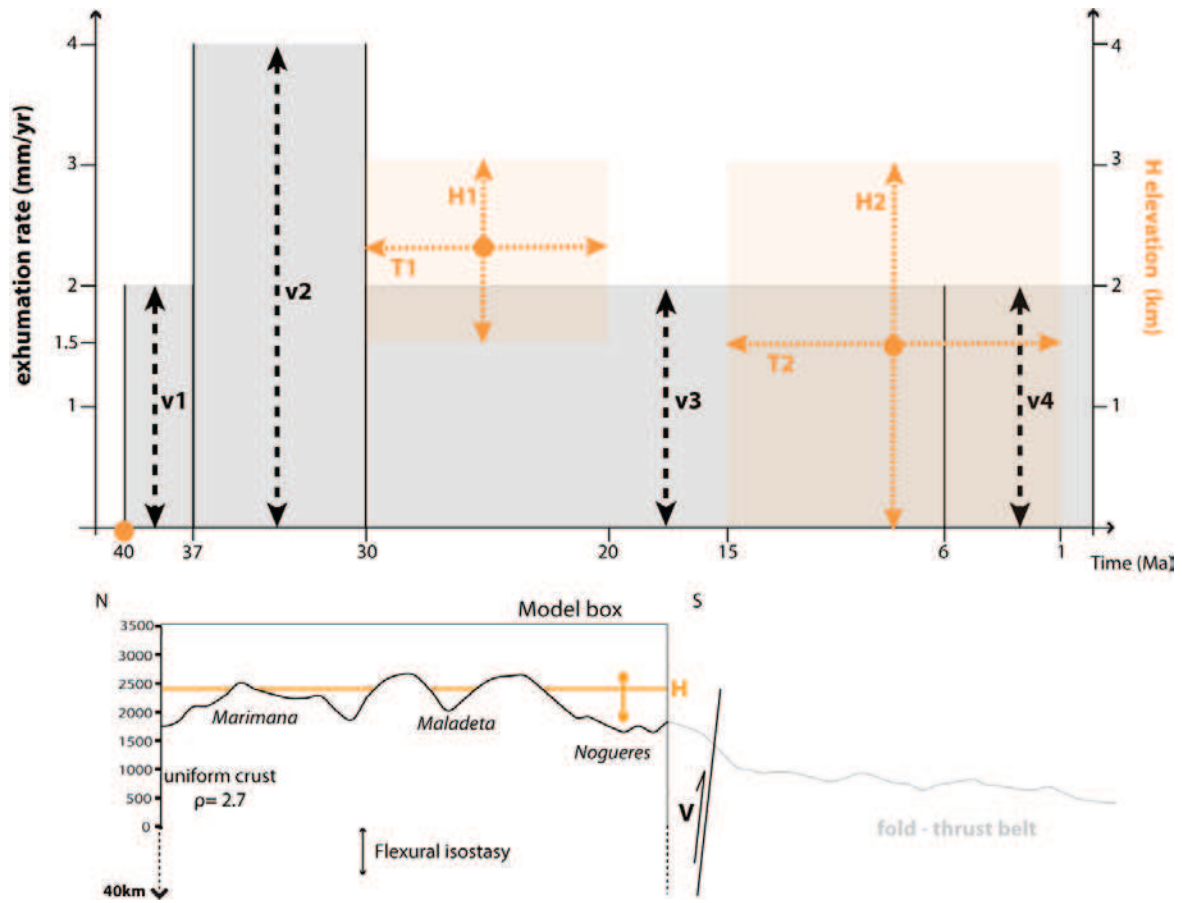 exhumation rate (mm/yr)
4
3
2
1.5
1
v1
v2
H1
T1
v3
H2
T2
v4
4
3
2
1
H elevation (km)
40
37
30
20
15
6
1
Time (Ma)
N
Model box
S
3500
3000
2500
2000
1500
1000
500
0
H
Marimana
Maladeta
Nogueres
uniform crust
ρ= 2.7
V
fold - thrust belt
Flexural isostasy
40km